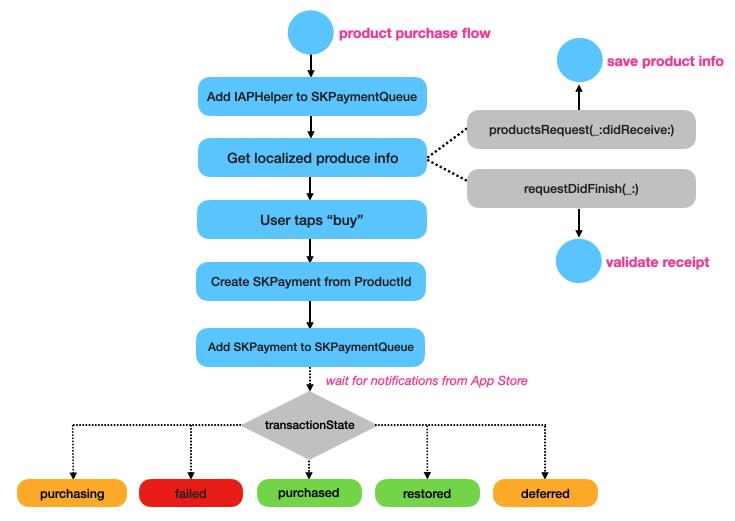 product purchase flow
save product info
Add IAPHelper to SKPaymentQueue
productsRequest(_:didReceive:)
Get localized produce info
requestDidFinish(_:)
User taps “buy”
validate receipt
Create SKPayment from ProductId
Add SKPayment to SKPaymentQueue
wait for notifications from App Store
transactionState
purchasing
failed
purchased
restored
deferred